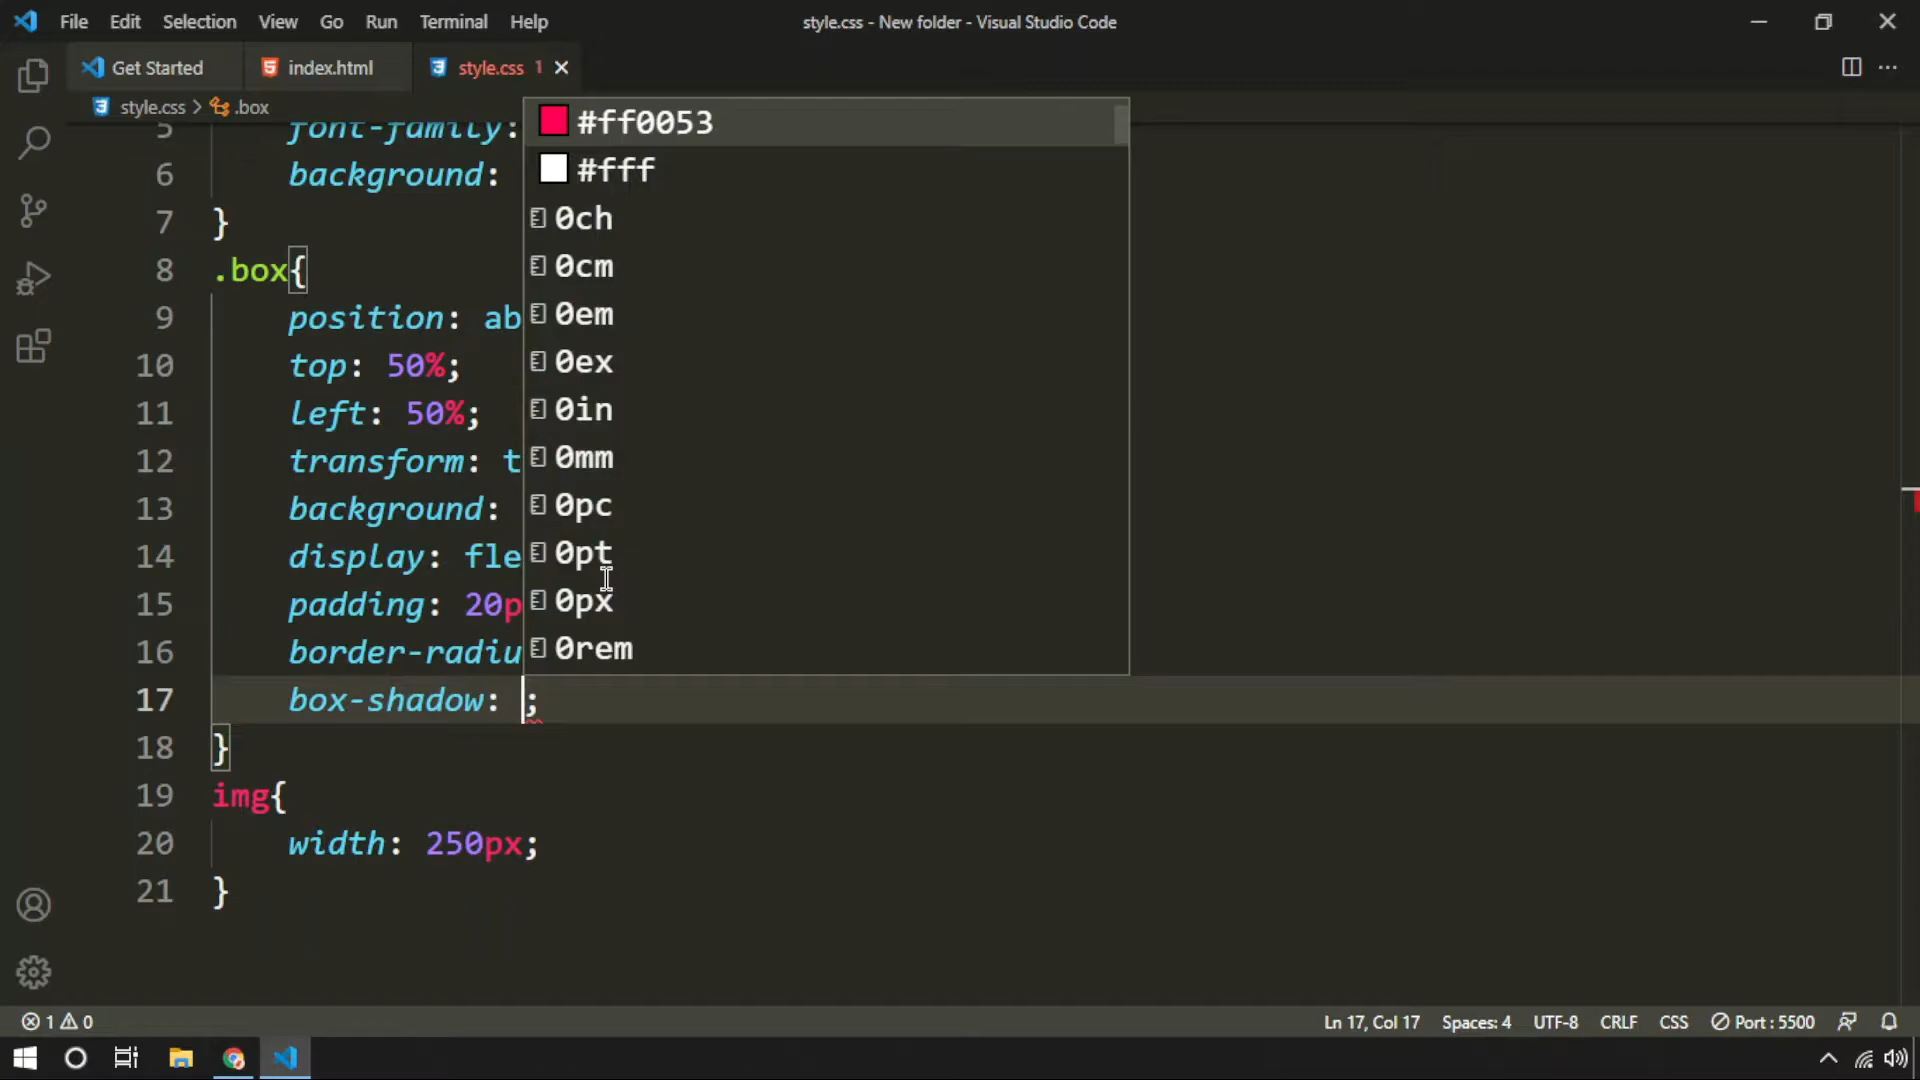 File Edit Selection View Go Run Terminal Help style.css - New folder - Visual Studio Code
Get Started index.html style.css 1
style.css > .box
5 font-family:
6 background:
7 }
8 .box{
9 position: ab
10 top: 50%;
11 left: 50%;
12 transform: t
13 background:
14 display: fle
15 padding: 20p
16 border-radiu
17 box-shadow: ;
18 }
19 img{
20 width: 250px;
21 }
#ff0053
#fff
0ch
0cm
0em
0ex
0in
0mm
0pc
0pt
0px
0rem
1 0 Ln 17, Col 17 Spaces: 4 UTF-8 CRLF CSS Port : 5500